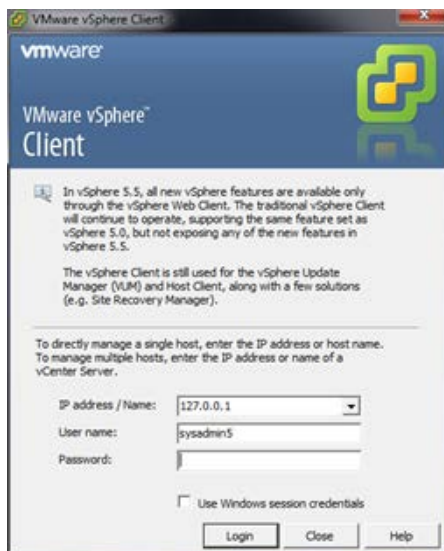 VMware vSphere Client
vmware
VMware vSphere™
Client
In vSphere 5.5, all new vSphere features are available only
through the vSphere Web Client. The traditional vSphere Client
will continue to operate, supporting the same feature set as
vSphere 5.0, but not exposing any of the new features in
vSphere 5.5.
The vSphere Client is still used for the vSphere Update
Manager (VUM) and Host Client, along with a few solutions
(e.g. Site Recovery Manager).
To directly manage a single host, enter the IP address or host name.
To manage multiple hosts, enter the IP address or name of a
vCenter Server.
IP address / Name: 127.0.0.1
User name: sysadmin5
Password:
Use Windows session credentials
Login Close Help